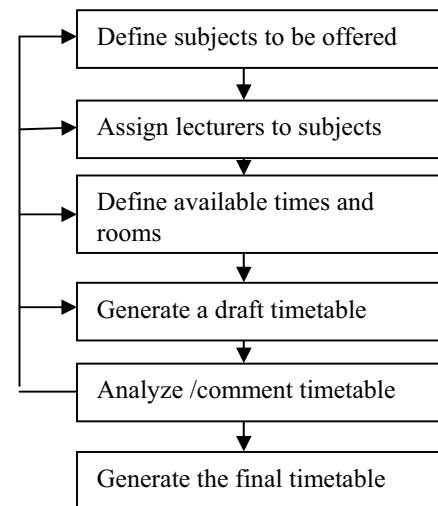 Define subjects to be offered
Assign lecturers to subjects
Define available times and
rooms
Generate a draft timetable
Analyze /comment timetable
Generate the final timetable